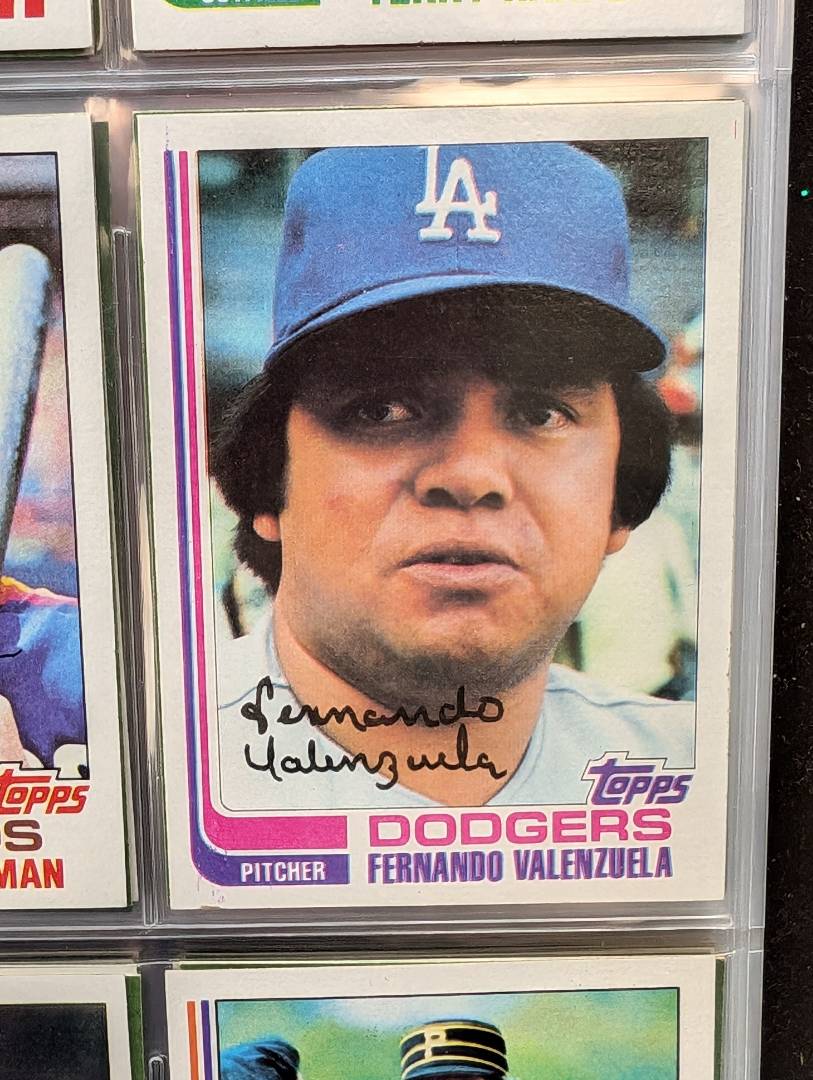 LA
Fernando
Valenzuela
TOPPS
DODGERS
PITCHER
FERNANDO VALENZUELA
TOPPS
S
MAN